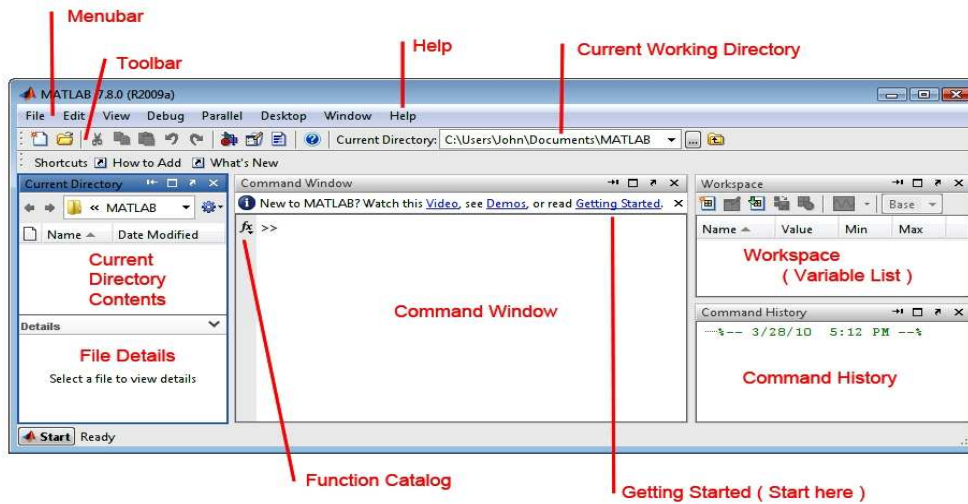 Menubar
Help
Current Working Directory
Toolbar
MATLAB 7.8.0 (R2009a)
File Edit View Debug Parallel Desktop Window Help
Current Directory: C:\Users\John\Documents\MATLAB
Shortcuts How to Add What's New
Current Directory
« MATLAB
Name Date Modified
Current
Directory
Contents
Details
File Details
Select a file to view details
Command Window
New to MATLAB? Watch this Video, see Demos, or read Getting Started.
fx >>
Command Window
Workspace
Base
Name Value Min Max
Workspace
( Variable List )
Command History
%-- 3/28/10 5:12 PM --%
Command History
Start Ready
Function Catalog
Getting Started ( Start here )